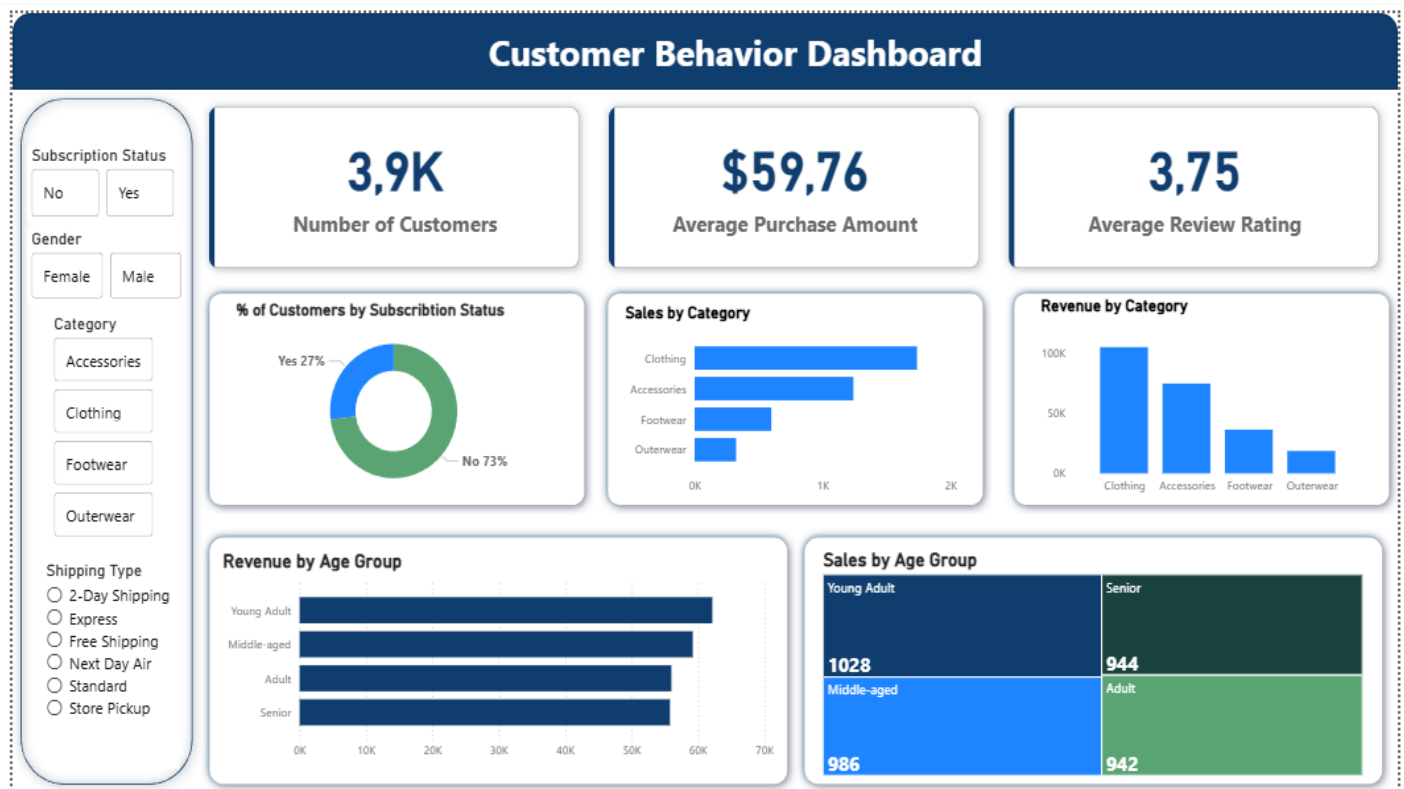 Customer Behavior Dashboard
Subscription Status
No Yes
Gender
Female Male
Category
Accessories
Clothing
Footwear
Outerwear
Shipping Type
2-Day Shipping
Express
Free Shipping
Next Day Air
Standard
Store Pickup
3,9K
Number of Customers
$59,76
Average Purchase Amount
3,75
Average Review Rating
% of Customers by Subscribtion Status
Yes 27%
No 73%
Sales by Category
Clothing
Accessories
Footwear
Outerwear
0K 1K 2K
Revenue by Category
100K
50K
0K
Clothing Accessories Footwear Outerwear
Revenue by Age Group
Young Adult
Middle-aged
Adult
Senior
0K 10K 20K 30K 40K 50K 60K 70K
Sales by Age Group
Young Adult
1028
Senior
944
Middle-aged
986
Adult
942